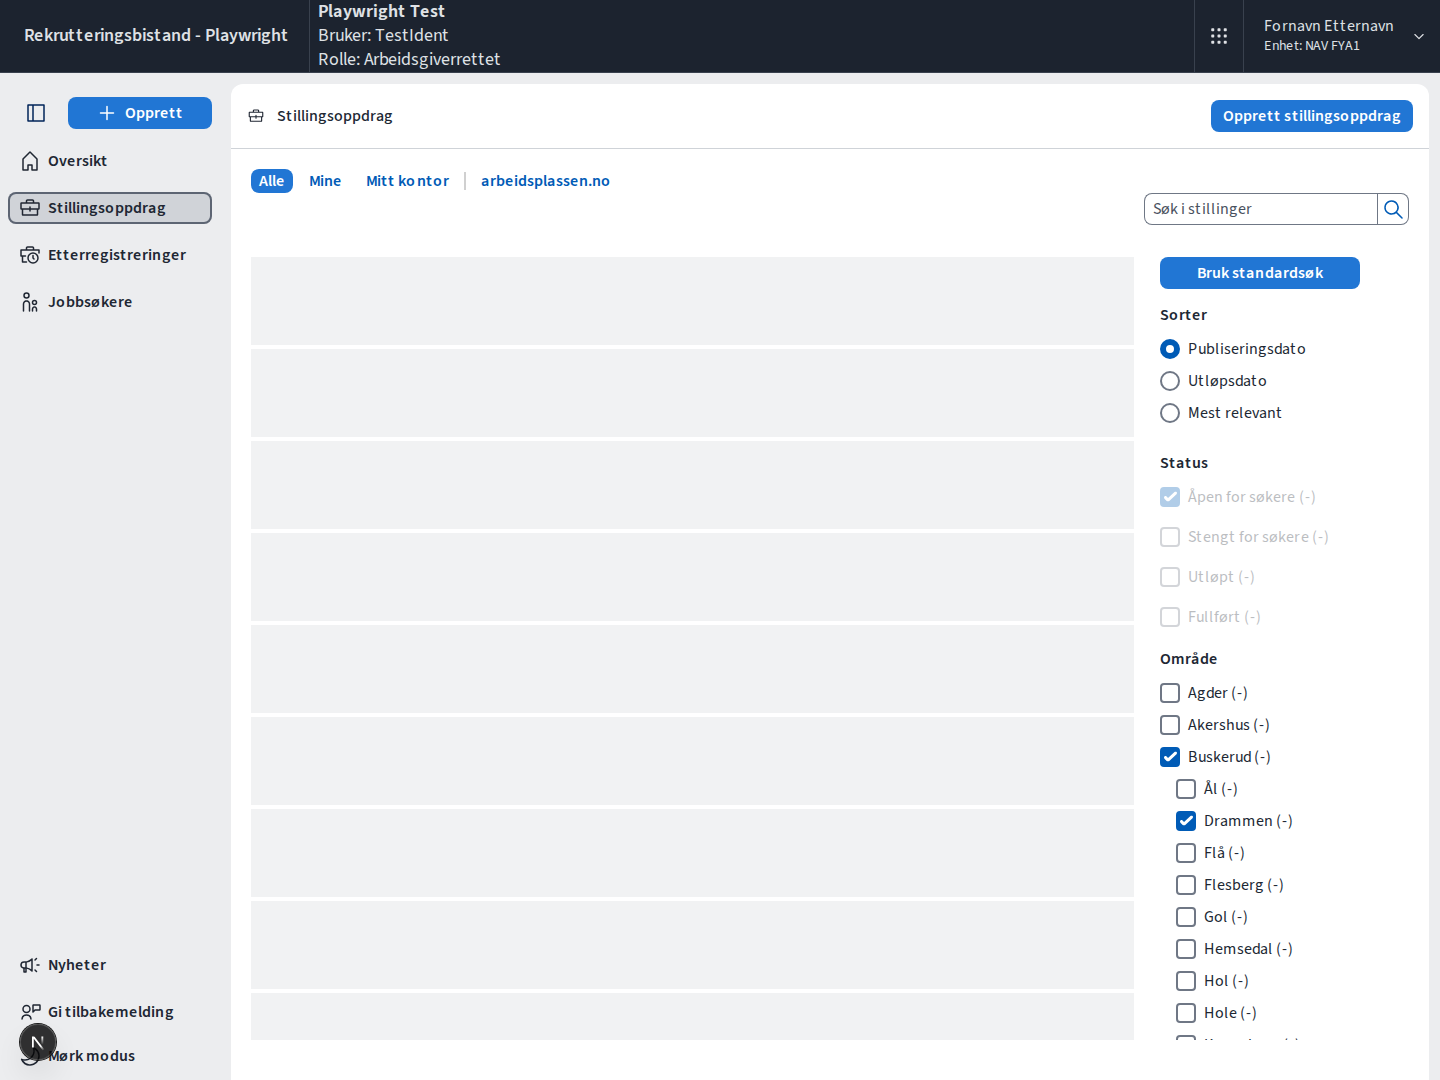 Rekrutteringsbistand - Playwright
Playwright Test
Bruker: TestIdent
Rolle: Arbeidsgiverrettet
Fornavn Etternavn
Enhet: NAV FYA1
Opprett
Oversikt
Stillingsoppdrag
Etterregistreringer
Jobbsøkere
Nyheter
Gi tilbakemelding
Mørk modus
N
Stillingsoppdrag
Opprett stillingsoppdrag
Alle
Mine
Mitt kontor
arbeidsplassen.no
Søk i stillinger
Bruk standardsøk
Sorter
Publiseringsdato
Utløpsdato
Mest relevant
Status
Åpen for søkere (-)
Stengt for søkere (-)
Utløpt (-)
Fullført (-)
Område
Agder (-)
Akershus (-)
Buskerud (-)
Ål (-)
Drammen (-)
Flå (-)
Flesberg (-)
Gol (-)
Hemsedal (-)
Hol (-)
Hole (-)